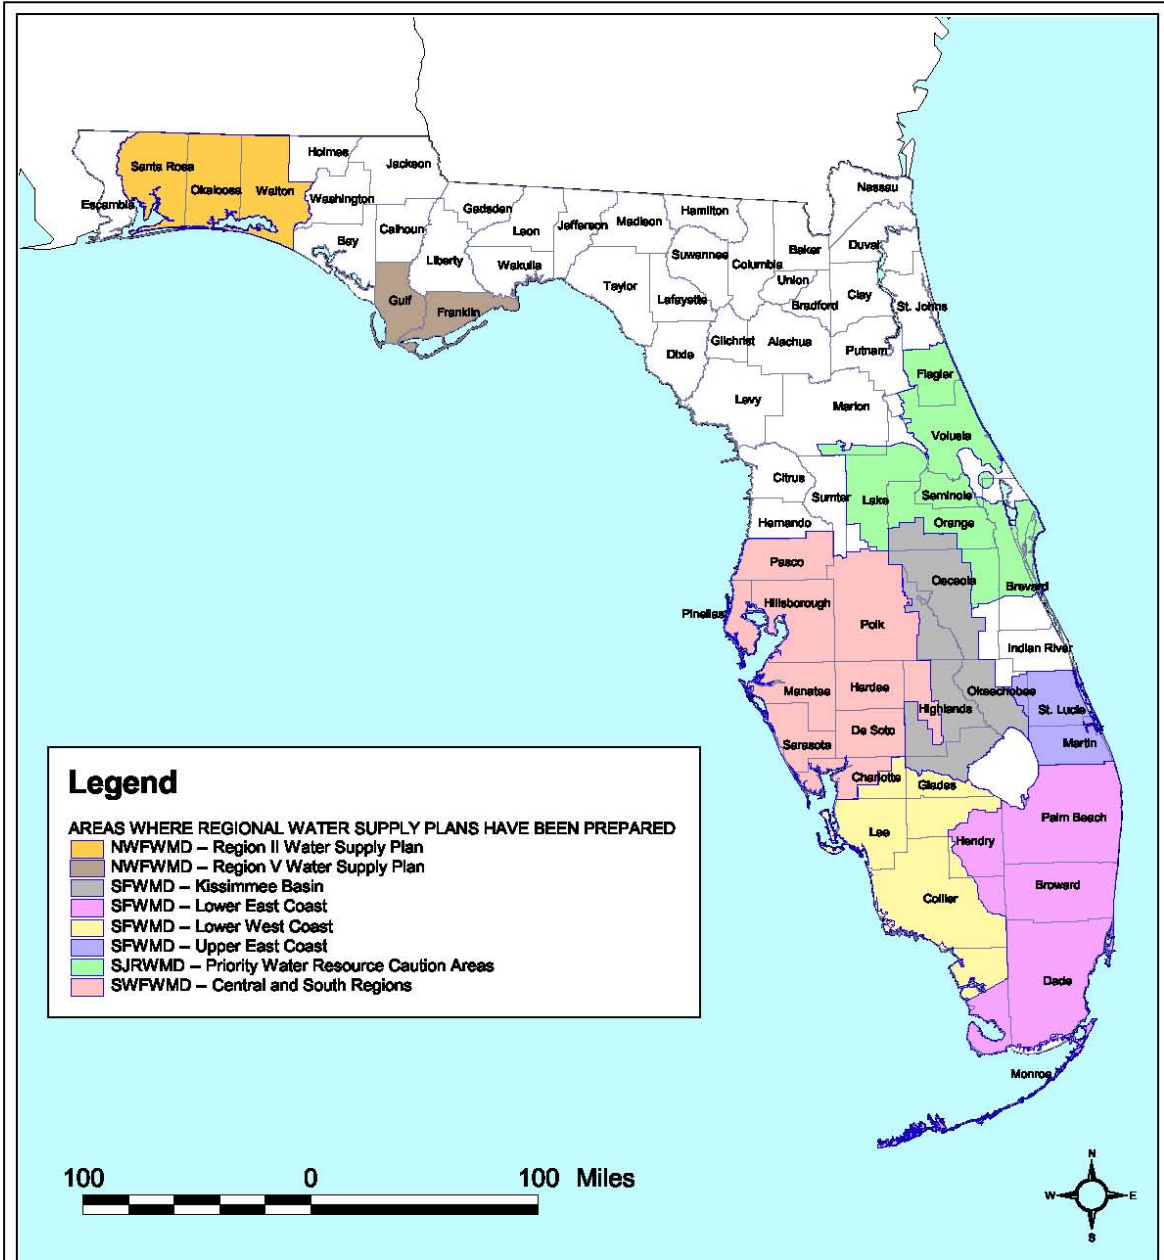 Holmes
Jackson
Santa Rosa
Okaloosa
Walton
Washington
Escambia
Nassau
Gadsden
Hamilton
Calhoun
Leon
Jefferson
Madison
Bay
Baker
Duval
Liberty
Wakulla
Suwannee
Columbia
Union
Taylor
Clay
Gulf
Lafayette
Bradford
St. Johns
Franklin
Gilchrist
Alachua
Dixie
Putnam
Flagler
Levy
Marion
Volusia
Citrus
Sumter
Lake
Seminole
Hernando
Orange
Pasco
Osceola
Brevard
Pinellas
Hillsborough
Polk
Indian River
Manatee
Hardee
Okeechobee
Highlands
St. Lucie
De Soto
Sarasota
Martin
Charlotte
Glades
Palm Beach
Lee
Hendry
Broward
Collier
Dade
Monroe
Legend
AREAS WHERE REGIONAL WATER SUPPLY PLANS HAVE BEEN PREPARED
NWFWMD – Region II Water Supply Plan
NWFWMD – Region V Water Supply Plan
SFWMD – Kissimmee Basin
SFWMD – Lower East Coast
SFWMD – Lower West Coast
SFWMD – Upper East Coast
SJRWMD – Priority Water Resource Caution Areas
SWFWMD – Central and South Regions
100 0 100 Miles
N
W E
S